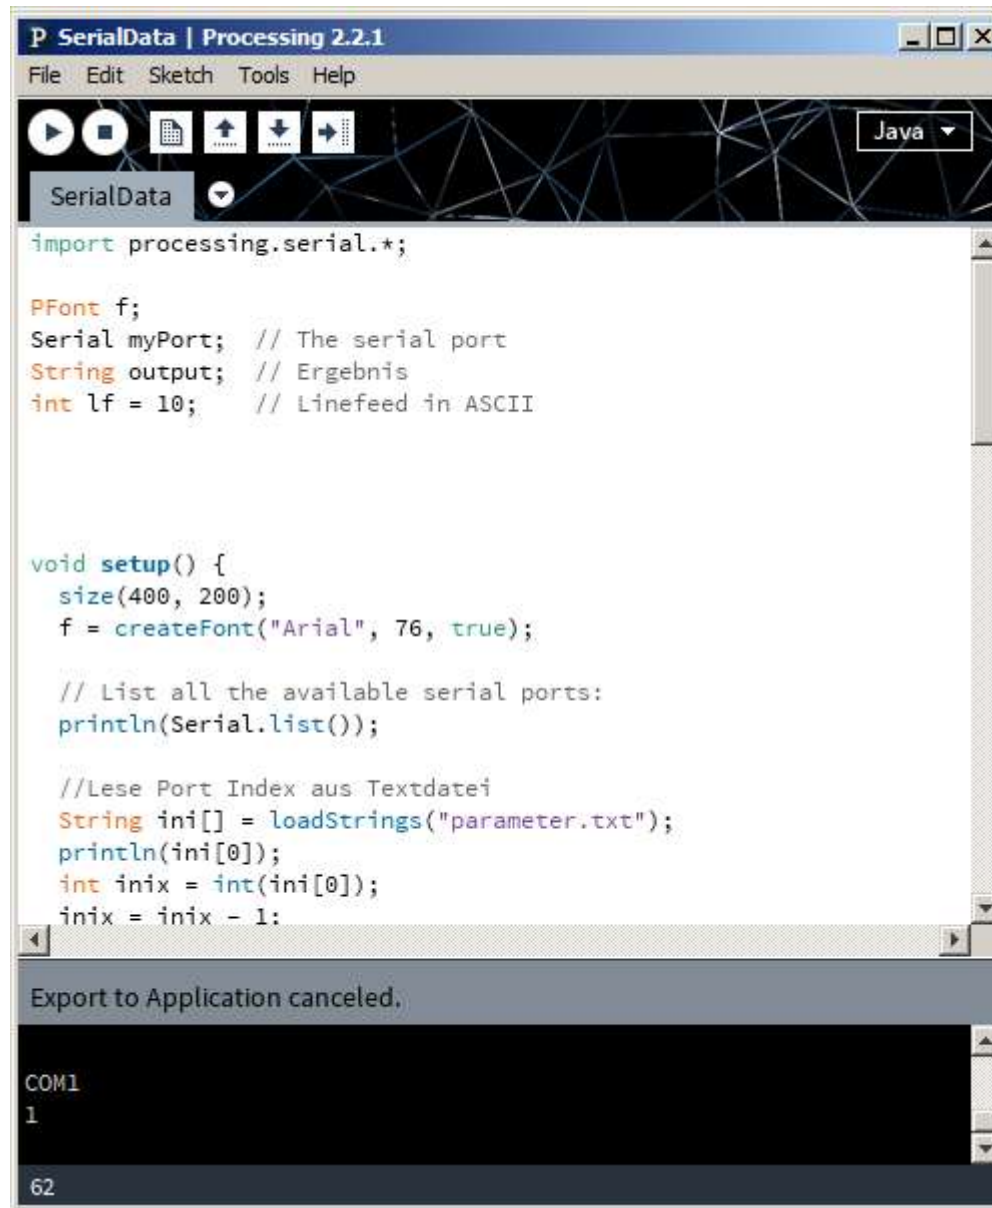 P SerialData | Processing 2.2.1
File Edit Sketch Tools Help
Java
SerialData
import processing.serial.*;
PFont f;
Serial myPort;  // The serial port
String output;  // Ergebnis
int lf = 10;    // Linefeed in ASCII
void setup() {
  size(400, 200);
  f = createFont("Arial", 76, true);
  // List all the available serial ports:
  println(Serial.list());
  //Lese Port Index aus Textdatei
  String ini[] = loadStrings("parameter.txt");
  println(ini[0]);
  int inix = int(ini[0]);
  inix = inix - 1;
Export to Application canceled.
COM1
1
62